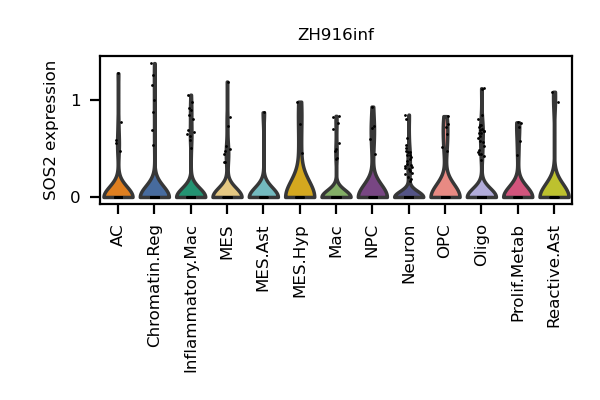 ZH916inf
SOS2 expression
1
0
AC
Chromatin.Reg
Inflammatory.Mac
MES
MES.Ast
MES.Hyp
Mac
NPC
Neuron
OPC
Oligo
Prolif.Metab
Reactive.Ast